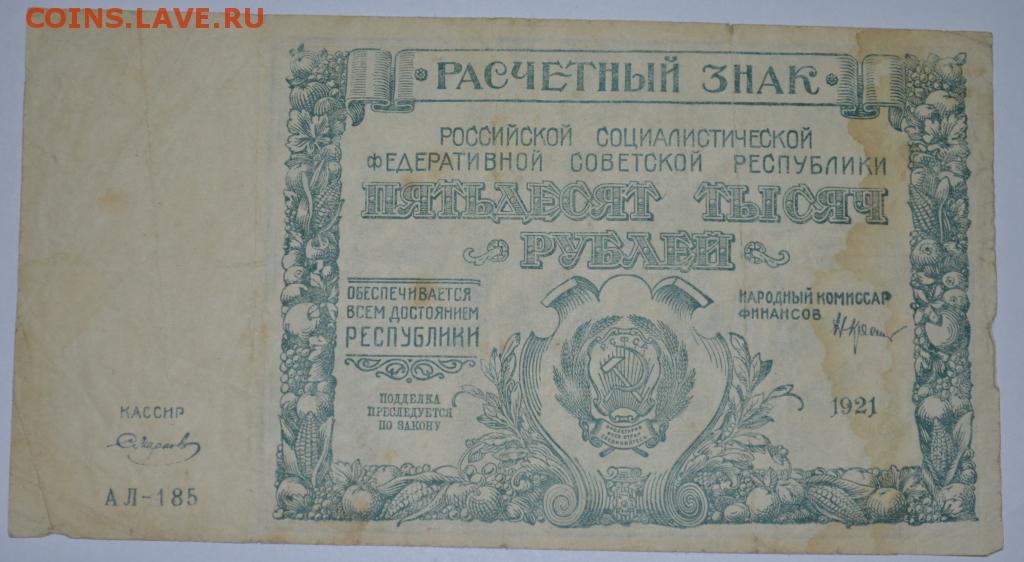 COINS.LAVE.RU
РАСЧЕТНЫЙ ЗНАК
РОССИЙСКОЙ СОЦИАЛИСТИЧЕСКОЙ
ФЕДЕРАТИВНОЙ СОВЕТСКОЙ РЕСПУБЛИКИ
ПЯТЬДЕСЯТ ТЫСЯЧ
РУБЛЕЙ
ОБЕСПЕЧИВАЕТСЯ
ВСЕМ ДОСТОЯНИЕМ
РЕСПУБЛИКИ
НАРОДНЫЙ КОМИССАР
ФИНАНСОВ
ПОДДЕЛКА
ПРЕСЛЕДУЕТСЯ
ПО ЗАКОНУ
1921
КАССИР
АЛ-185